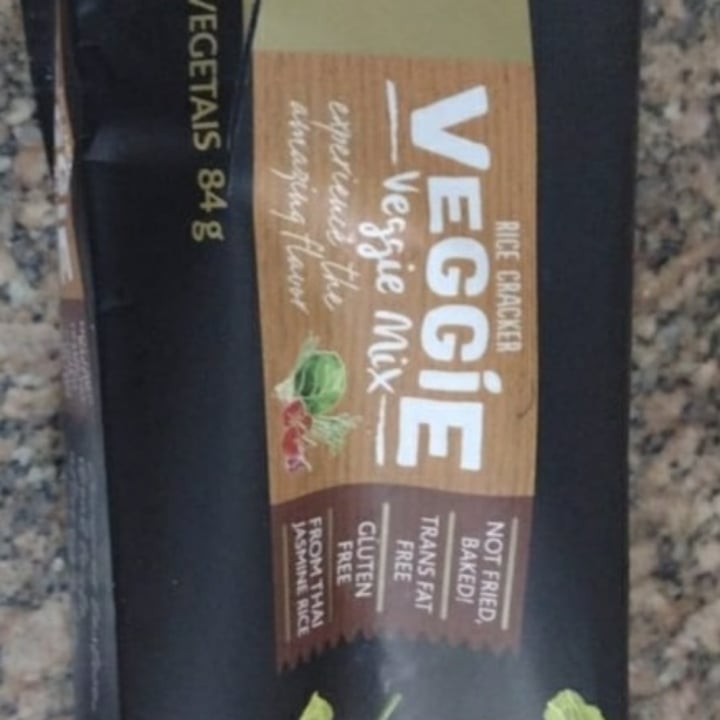 RICE CRACKER
VEGGiE
Veggie Mix
experience the
amazing flavor
NOT FRIED,
BAKED!
TRANS FAT
FREE
GLUTEN
FREE
FROM THAI
JASMINE RICE
VEGETAIS 84g